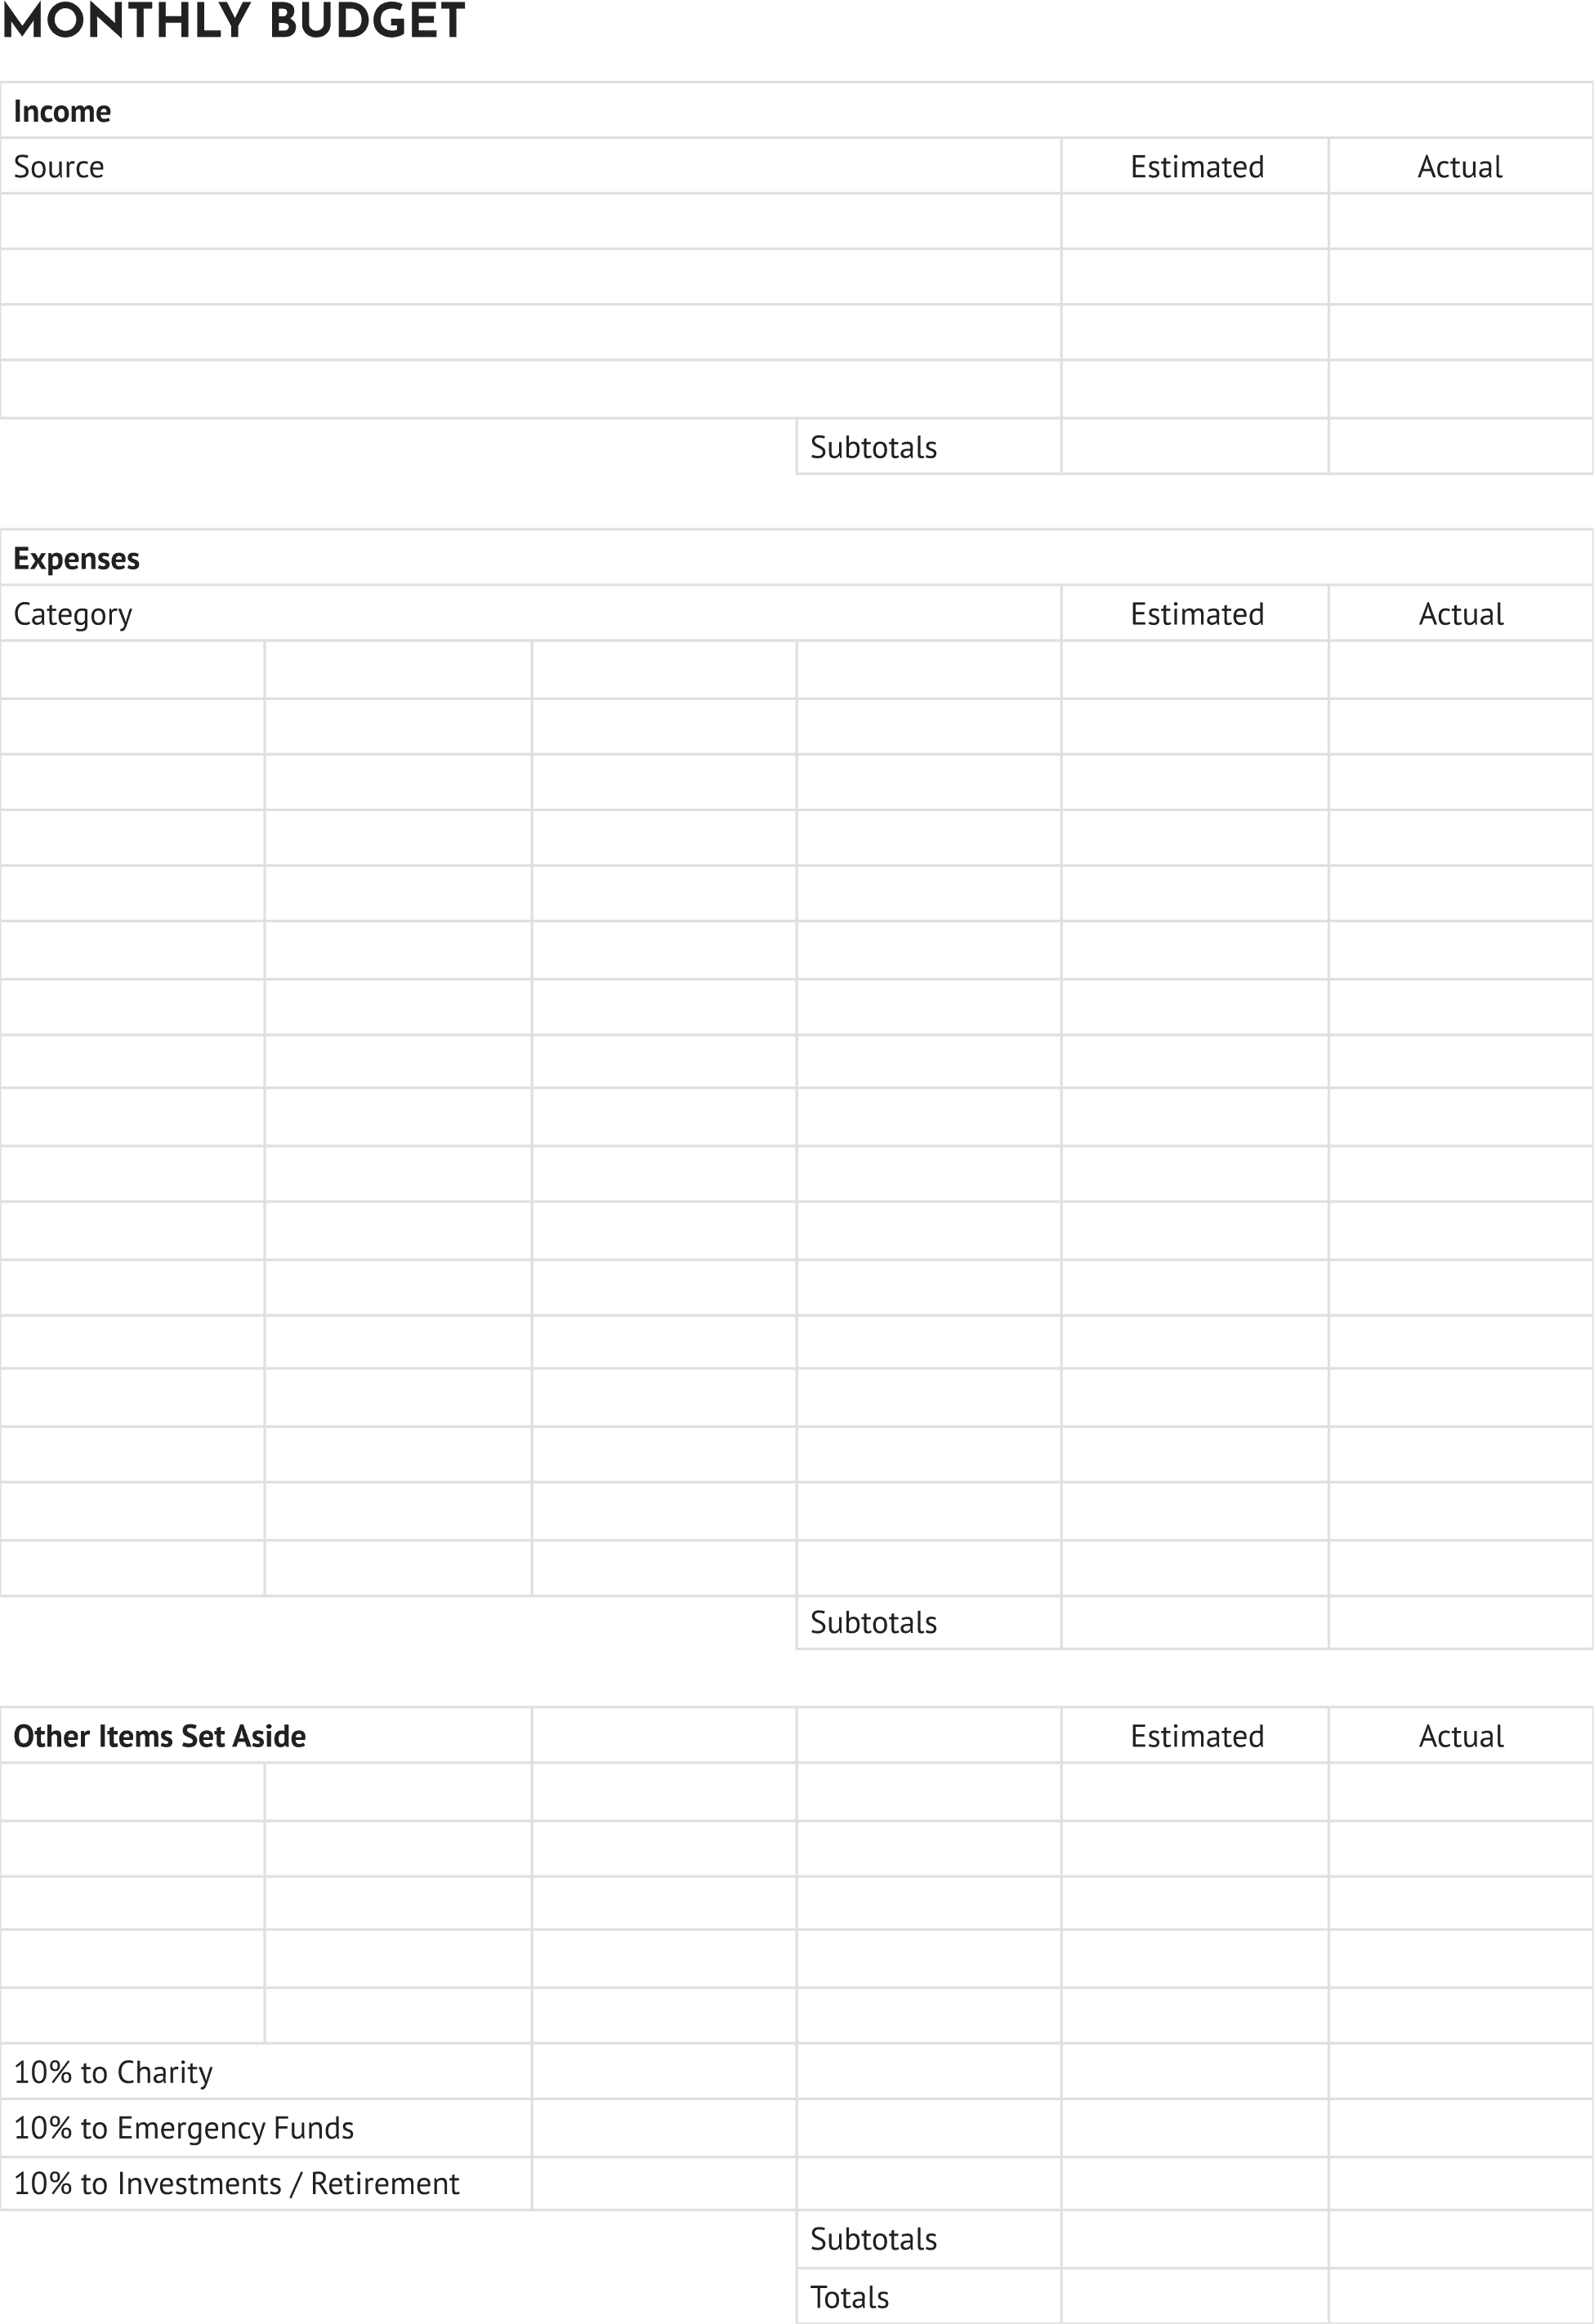 MONTHLY BUDGET
Income
Source Estimated Actual
Subtotals
Expenses
Category Estimated Actual
Subtotals
Other Items Set Aside Estimated Actual
10% to Charity
10% to Emergency Funds
10% to Investments / Retirement
Subtotals
Totals